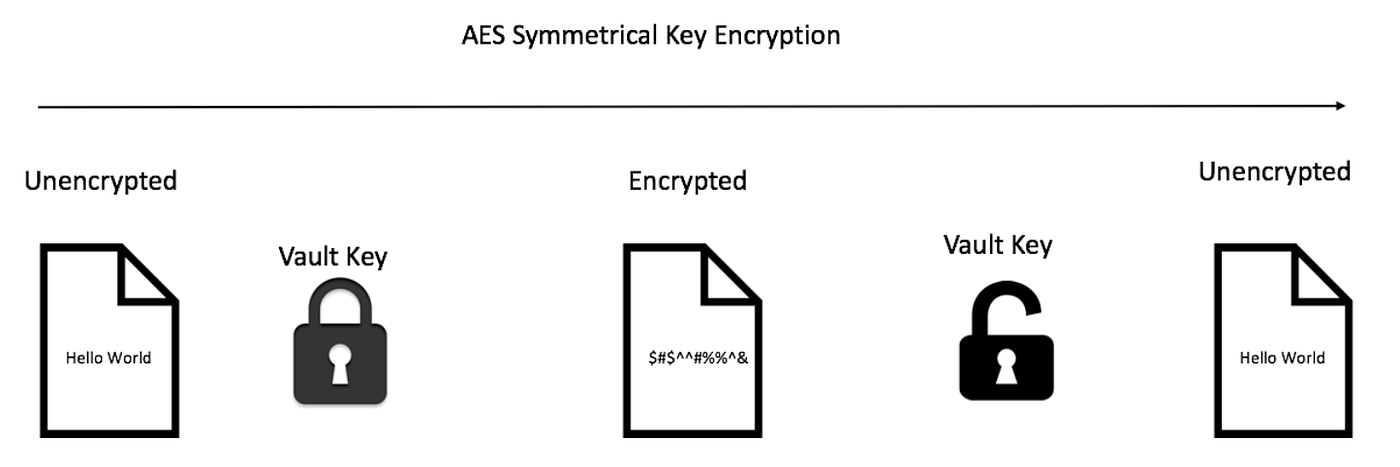 AES Symmetrical Key Encryption
Unencrypted
Encrypted
Unencrypted
Vault Key
Vault Key
Hello World
$#$^^#%%^&
Hello World